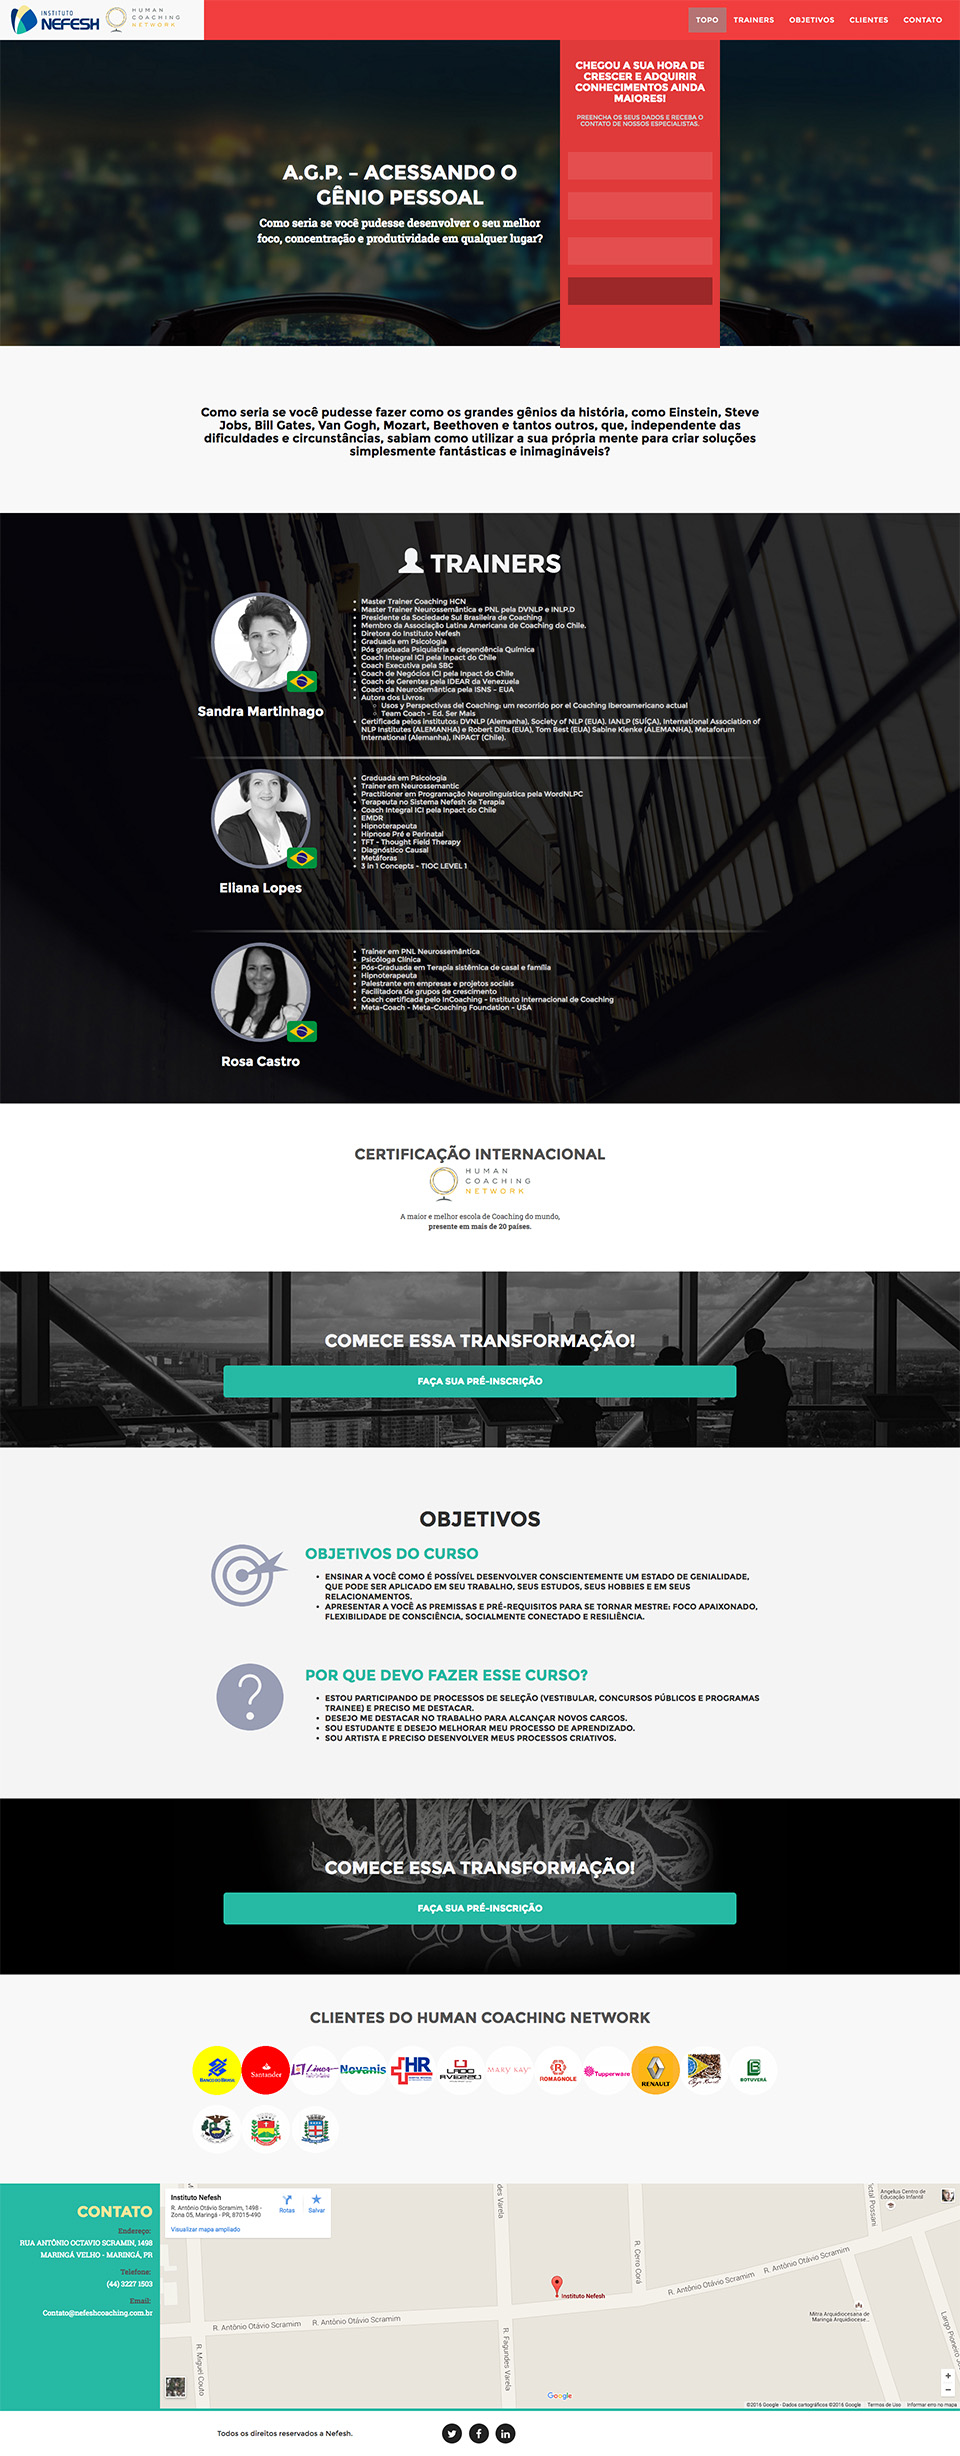 INSTITUTO
NEFESH
HUMAN
COACHING
NETWORK
TOPO TRAINERS OBJETIVOS CLIENTES CONTATO
CHEGOU A SUA HORA DE
CRESCER E ADQUIRIR
CONHECIMENTOS AINDA
MAIORES!
PREENCHA OS SEUS DADOS E RECEBA O
CONTATO DE NOSSOS ESPECIALISTAS.
A.G.P. – ACESSANDO O
GÊNIO PESSOAL
Como seria se você pudesse desenvolver o seu melhor
foco, concentração e produtividade em qualquer lugar?
Como seria se você pudesse fazer como os grandes gênios da história, como Einstein, Steve
Jobs, Bill Gates, Van Gogh, Mozart, Beethoven e tantos outros, que, independente das
dificuldades e circunstâncias, sabiam como utilizar a sua própria mente para criar soluções
simplesmente fantásticas e inimagináveis?
TRAINERS
Master Trainer Coaching HCN
Master Trainer Neurossemântica e PNL pela DVNLP e INLP.D
Presidenta da Sociedade Sul Brasileira de Coaching
Membro da Associação Latina Americana de Coaching do Chile.
Diretora do Instituto Nefesh
Graduada em Psicologia
Pós graduada Psiquiatria e dependência Química
Coach Integral ICI pela Inpact do Chile
Coach Executiva pela SBC
Coach de Negócios ICI pela Inpact do Chile
Coach de Gerentes pela IDEAR da Venezuela
Coach da NeuroSemântica pela ISNS - EUA
Autora dos Livros:
Usos y Perspectivas del Coaching: um recorrido por el Coaching Iberoamericano actual
Team Coach - Ed. Ser Mais
Certificada pelos institutos: DVNLP (Alemanha), Society of NLP (EUA). IANLP (SUÍÇA), International Association of
NLP Institutes (ALEMANHA) e Robert Dilts (EUA), Tom Best (EUA) Sabine Klenke (ALEMANHA), Metaforum
International (Alemanha), INPACT (Chile).
Sandra Martinhago
Graduada em Psicologia
Trainer em Neurossemantic
Practitioner em Programação Neurolinguística pela WordNLPC
Terapeuta no Sistema Nefesh de Terapia
Coach Integral ICI pela Inpact do Chile
EMDR
Hipnoterapeuta
Hipnose Pré e Perinatal
TFT - Thought Field Therapy
Diagnóstico Causal
Metáforas
3 in 1 Concepts - TIOC LEVEL 1
Eliana Lopes
Trainer em PNL Neurossemântica
Psicóloga Clínica
Pós-Graduada em Terapia sistêmica de casal e família
Hipnoterapeuta
Palestrante em empresas e projetos sociais
Facilitadora de grupos de crescimento
Coach certificada pelo InCoaching - Instituto Internacional de Coaching
Meta-Coach - Meta-Coaching Foundation - USA
Rosa Castro
CERTIFICAÇÃO INTERNACIONAL
HUMAN
COACHING
NETWORK
A maior e melhor escola de Coaching do mundo,
presente em mais de 20 países.
COMECE ESSA TRANSFORMAÇÃO!
FAÇA SUA PRÉ-INSCRIÇÃO
OBJETIVOS
OBJETIVOS DO CURSO
ENSINAR A VOCÊ COMO É POSSÍVEL DESENVOLVER CONSCIENTEMENTE UM ESTADO DE GENIALIDADE,
QUE PODE SER APLICADO EM SEU TRABALHO, SEUS ESTUDOS, SEUS HOBBIES E EM SEUS
RELACIONAMENTOS.
APRESENTAR A VOCÊ AS PREMISSAS E PRÉ-REQUISITOS PARA SE TORNAR MESTRE: FOCO APAIXONADO,
FLEXIBILIDADE DE CONSCIÊNCIA, SOCIALMENTE CONECTADO E RESILIÊNCIA.
POR QUE DEVO FAZER ESSE CURSO?
ESTOU PARTICIPANDO DE PROCESSOS DE SELEÇÃO (VESTIBULAR, CONCURSOS PÚBLICOS E PROGRAMAS
TRAINEE) E PRECISO ME DESTACAR.
DESEJO ME DESTACAR NO TRABALHO PARA ALCANÇAR NOVOS CARGOS.
SOU ESTUDANTE E DESEJO MELHORAR MEU PROCESSO DE APRENDIZADO.
SOU ARTISTA E PRECISO DESENVOLVER MEUS PROCESSOS CRIATIVOS.
SUCCESS
COMECE ESSA TRANSFORMAÇÃO!
FAÇA SUA PRÉ-INSCRIÇÃO
go get it
CLIENTES DO HUMAN COACHING NETWORK
BANCO DO BRASIL Santander Novanis HR MARY KAY ROMAGNOLE Tupperware RENAULT BOTUVERÁ
CONTATO
Endereço:
RUA ANTÔNIO OCTAVIO SCRAMIN, 1498
MARINGÁ VELHO - MARINGÁ, PR
Telefone:
(44) 3227 1503
Email:
Contato@nefeshcoaching.com.br
Instituto Nefesh
R. Antônio Otávio Scramim, 1498 -
Zona 05, Maringá - PR, 87015-490
Visualizar mapa ampliado
Rotas
Salvar
des Varela
R. Cerro Corá
ictal Possani
Angelus Centro de
Educação Infantil
R. Antônio Otávio Scramim
R. Antônio Otávio Scramim
Instituto Nefesh
R. Antônio Otávio Scramim R. Antônio Otávio Scramim
Mitra Arquidiocesana de
Maringá Arquidiocese...
R. Miguel Couto
R. Fagundes Varela
Largo Pioneiro
Google
©2016 Google - Dados cartográficos ©2016 Google Termos de Uso Informar erro no mapa
Todos os direitos reservados a Nefesh.